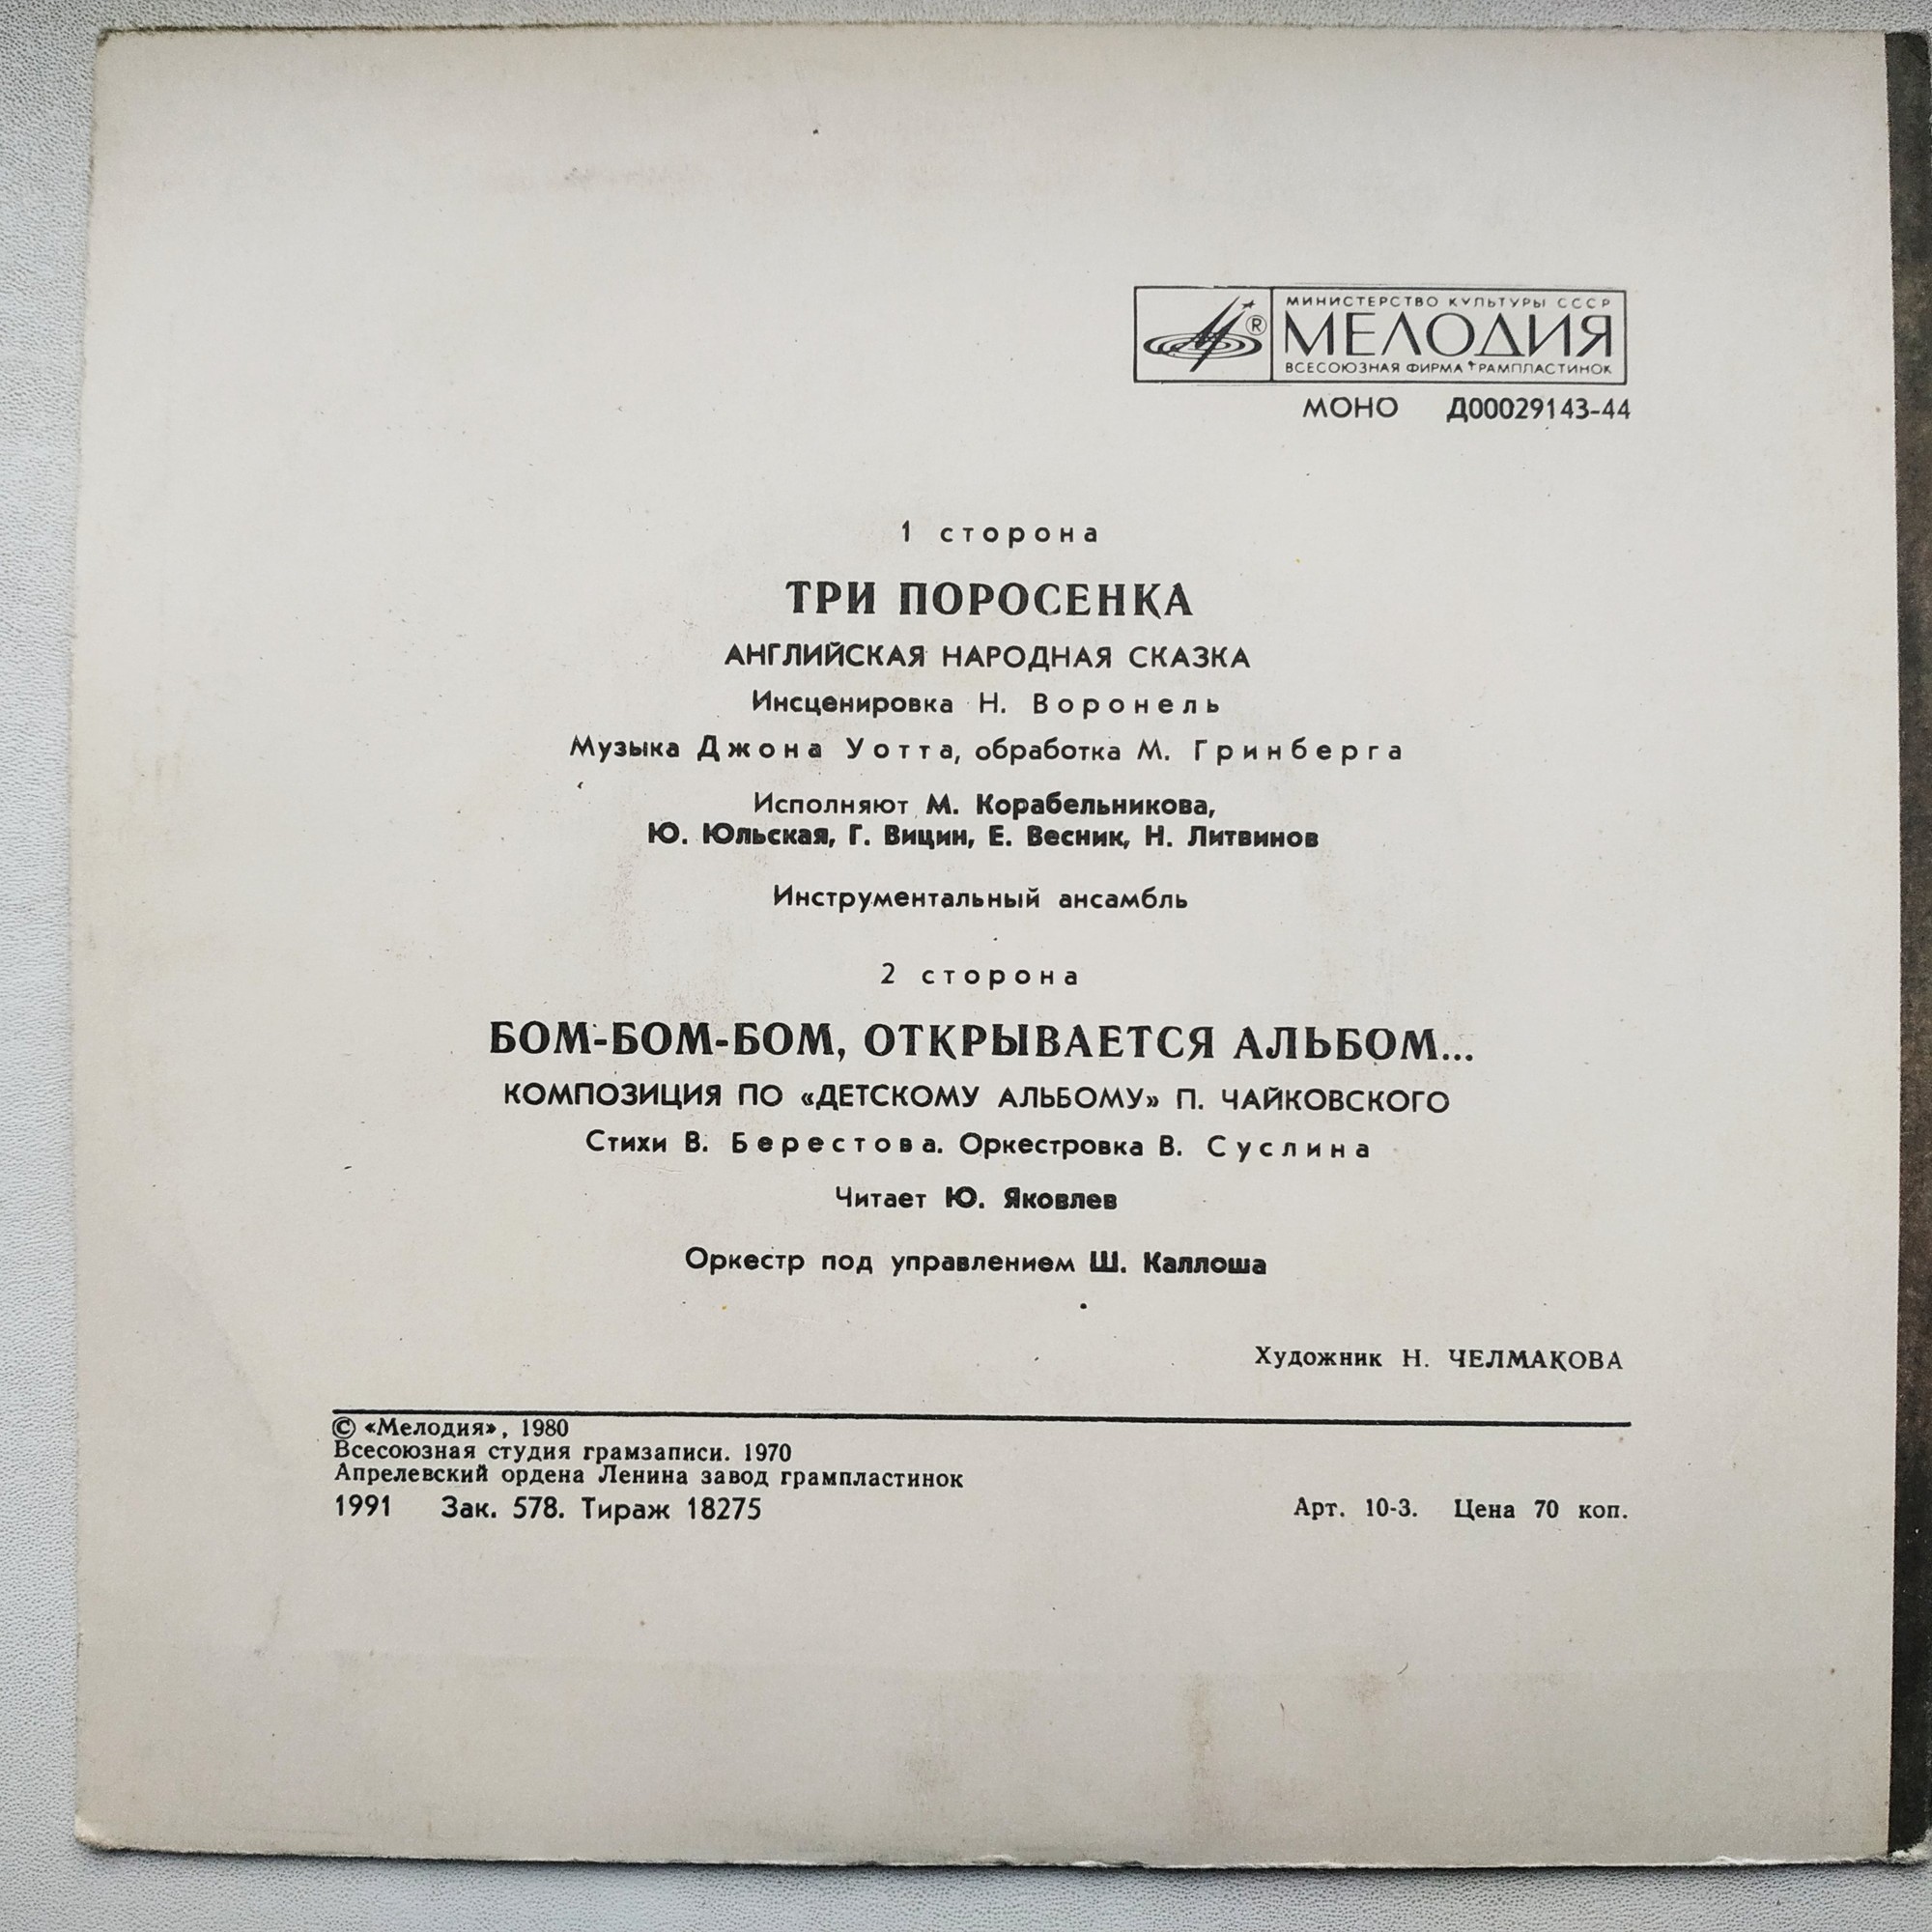 МИНИСТЕРСТВО КУЛЬТУРЫ СССР
МЕЛОДИЯ
ВСЕСОЮЗНАЯ ФИРМА ГРАМПЛАСТИНОК
МОНО Д00029143-44
1 сторона
ТРИ ПОРОСЕНКА
АНГЛИЙСКАЯ НАРОДНАЯ СКАЗКА
Инсценировка Н. Воронель
Музыка Джона Уотта, обработка М. Гринберга
Исполняют М. Корабельникова,
Ю. Юльская, Г. Вицин, Е. Весник, Н. Литвинов
Инструментальный ансамбль
2 сторона
БОМ-БОМ-БОМ, ОТКРЫВАЕТСЯ АЛЬБОМ...
КОМПОЗИЦИЯ ПО «ДЕТСКОМУ АЛЬБОМУ» П. ЧАЙКОВСКОГО
Стихи В. Берестова. Оркестровка В. Суслина
Читает Ю. Яковлев
Оркестр под управлением Ш. Каллоша
Художник Н. ЧЕЛМАКОВА
© «Мелодия», 1980
Всесоюзная студия грамзаписи. 1970
Апрелевский ордена Ленина завод грампластинок
1991 Зак. 578. Тираж 18275 Арт. 10-3. Цена 70 коп.